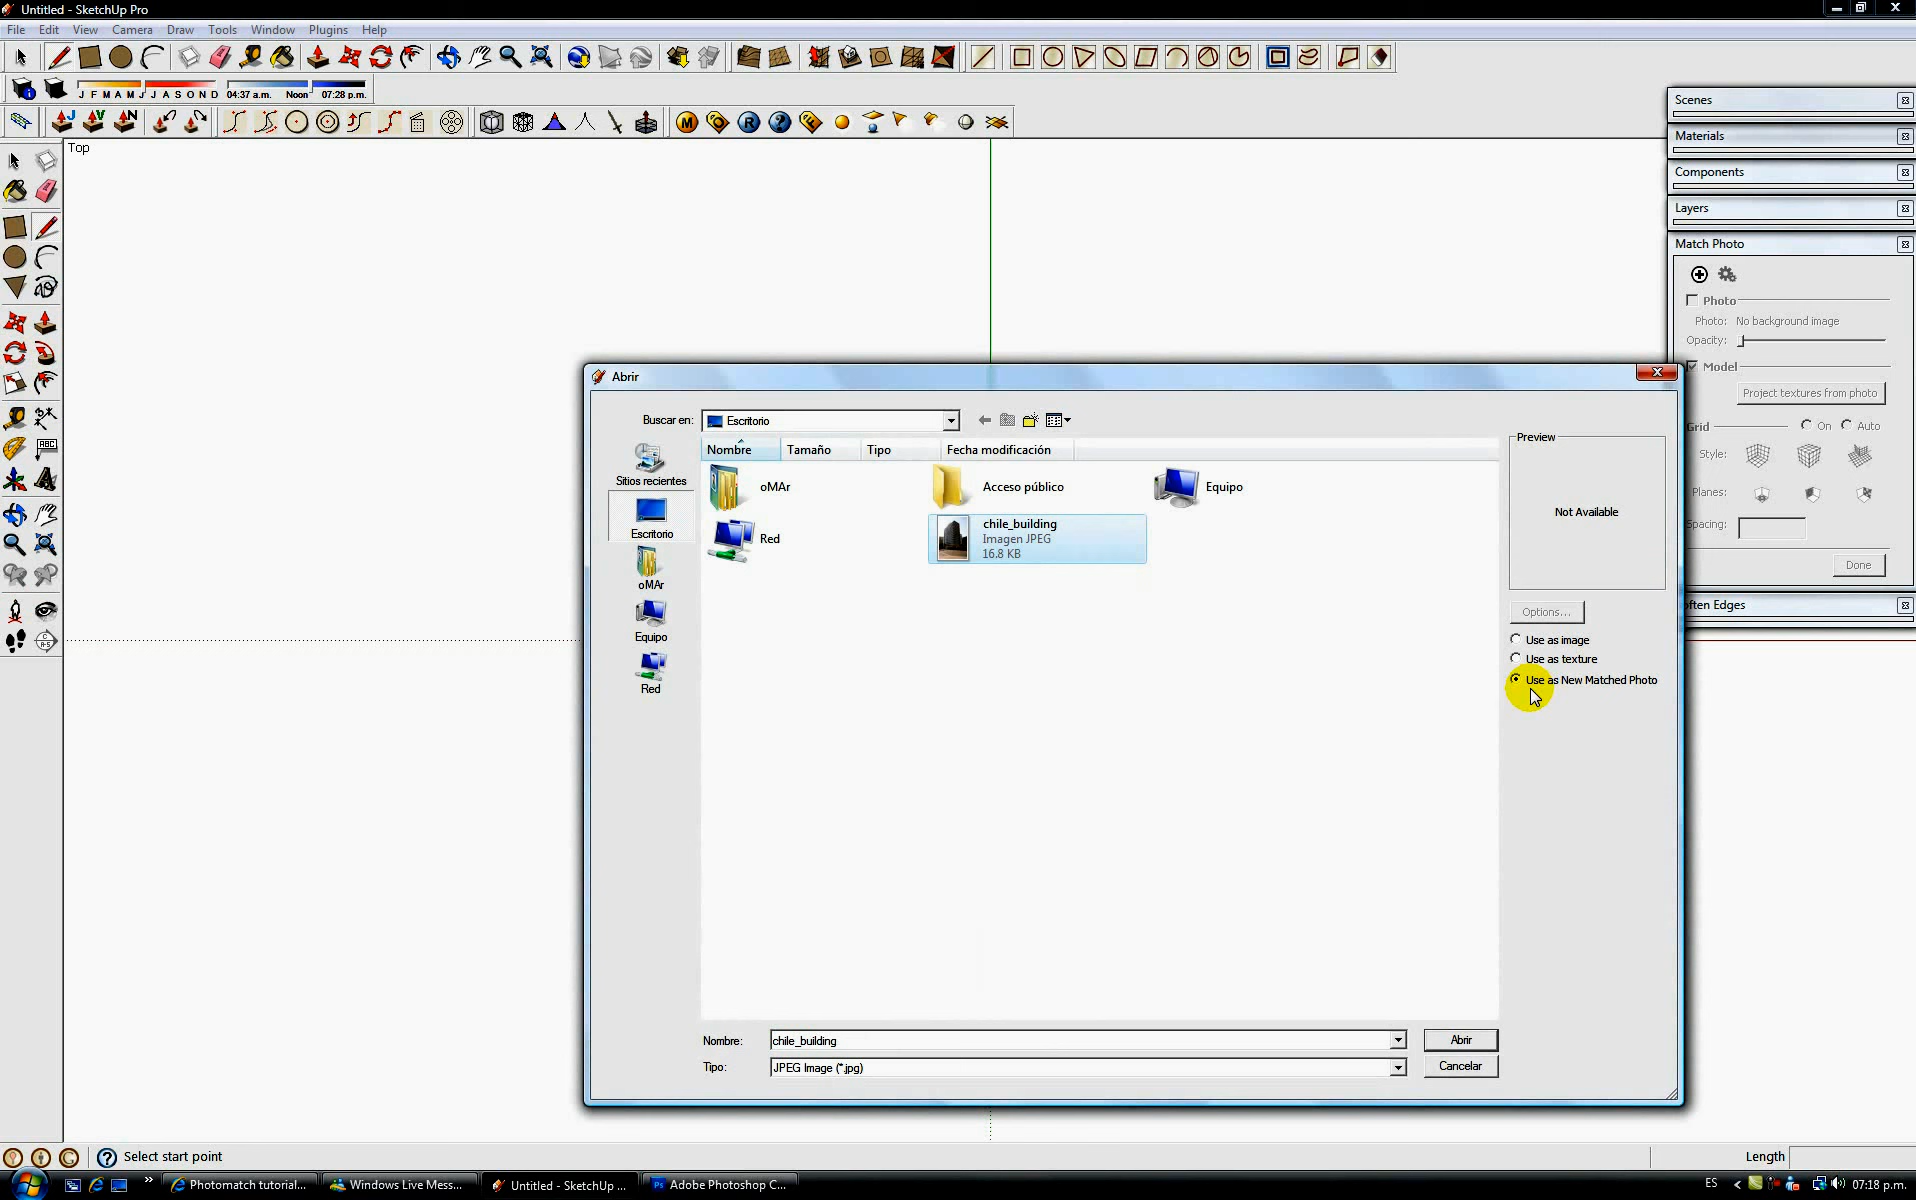 Untitled - SketchUp Pro
File Edit View Camera Draw Tools Window Plugins Help
J F M A M J J A S O N D 04:37 a.m. Noon 07:28 p.m.
Top
Scenes
Materials
Components
Layers
Match Photo
Photo
Photo: No background image
Opacity:
Model
Project textures from photo
Grid On Auto
Style:
Planes:
Spacing:
Done
often Edges
Abrir
Buscar en: Escritorio
Nombre Tamaño Tipo Fecha modificación
Sitios recientes
Escritorio
oMAr
Equipo
Red
oMAr
Acceso público
Equipo
Red
chile_building
Imagen JPEG
16.8 KB
Preview
Not Available
Options...
Use as image
Use as texture
Use as New Matched Photo
Nombre: chile_building Abrir
Tipo: JPEG Image (*.jpg) Cancelar
ABC
Select start point
Length
Photomatch tutorial...
Windows Live Mess...
Untitled - SketchUp ...
Adobe Photoshop C...
ES
07:18 p.m.